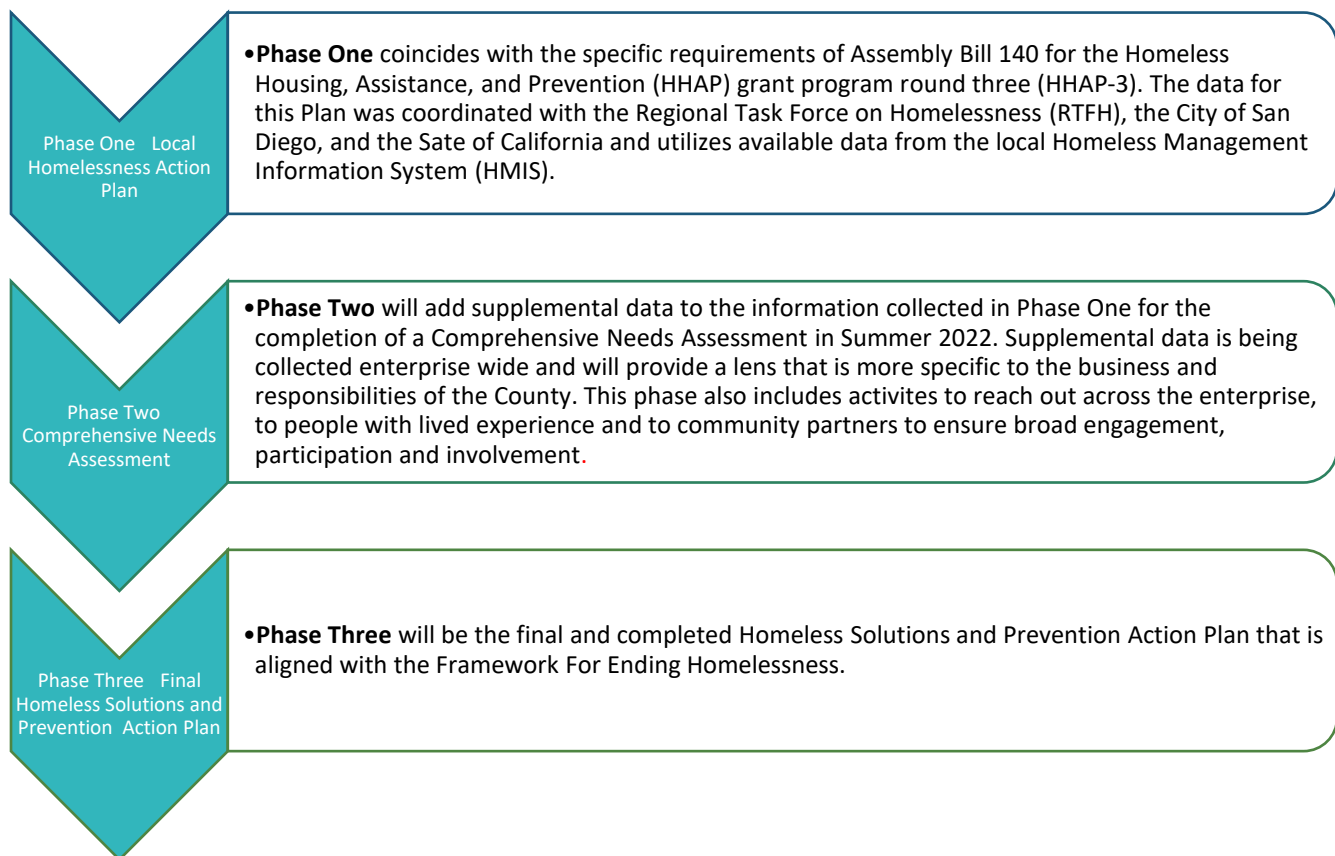 Phase One   Local
Homelessness Action
Plan
•Phase One coincides with the specific requirements of Assembly Bill 140 for the Homeless
Housing, Assistance, and Prevention (HHAP) grant program round three (HHAP-3). The data for
this Plan was coordinated with the Regional Task Force on Homelessness (RTFH), the City of San
Diego, and the Sate of California and utilizes available data from the local Homeless Management
Information System (HMIS).
Phase Two
Comprehensive Needs
Assessment
•Phase Two will add supplemental data to the information collected in Phase One for the
completion of a Comprehensive Needs Assessment in Summer 2022. Supplemental data is being
collected enterprise wide and will provide a lens that is more specific to the business and
responsibilities of the County. This phase also includes activites to reach out across the enterprise,
to people with lived experience and to community partners to ensure broad engagement,
participation and involvement.
Phase Three   Final
Homeless Solutions and
Prevention  Action Plan
•Phase Three will be the final and completed Homeless Solutions and Prevention Action Plan that is
aligned with the Framework For Ending Homelessness.